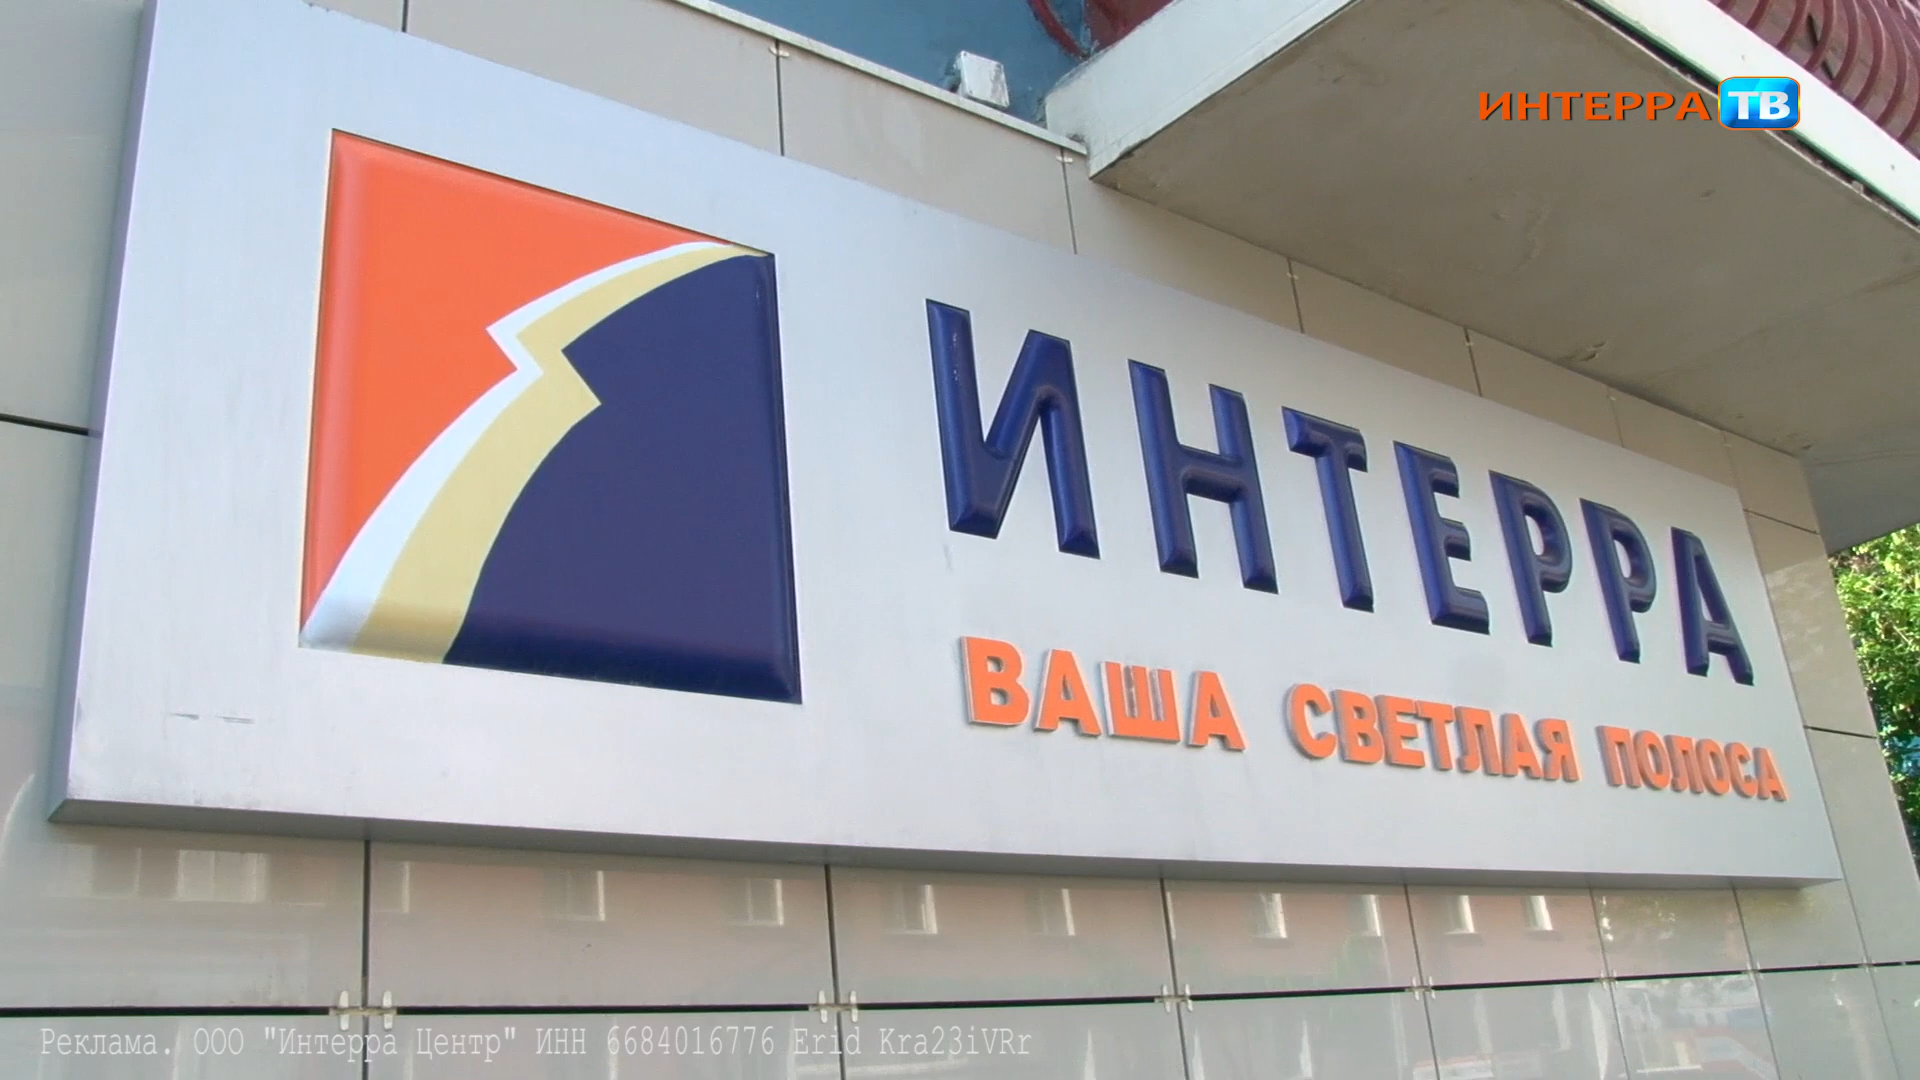 ИНТЕРРА ТВ
ИНТЕРРА
ВАША СВЕТЛАЯ ПОЛОСА
Реклама. ООО "Интерра Центр" ИНН 6684016776 Erid Kra23iVRr